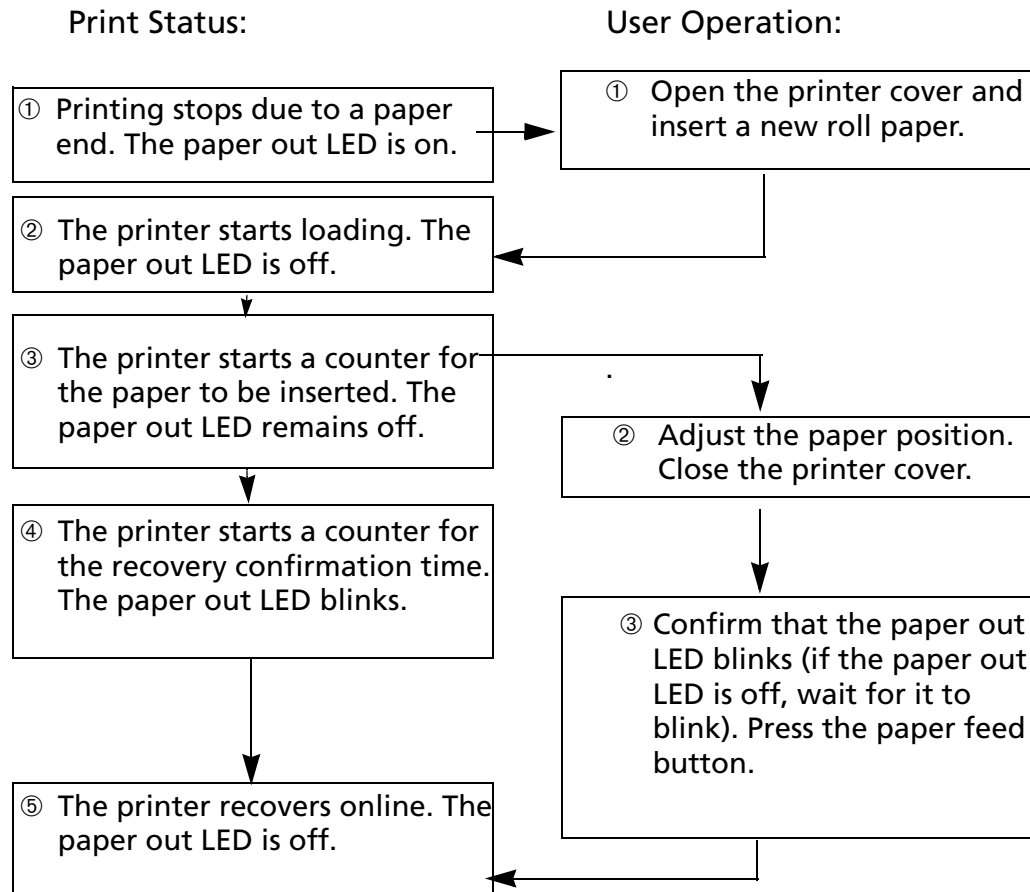 Print Status:
User Operation:
① Printing stops due to a paper
end. The paper out LED is on.
① Open the printer cover and
insert a new roll paper.
② The printer starts loading. The
paper out LED is off.
③ The printer starts a counter for
the paper to be inserted. The
paper out LED remains off.
.
② Adjust the paper position.
Close the printer cover.
④ The printer starts a counter for
the recovery confirmation time.
The paper out LED blinks.
③ Confirm that the paper out
LED blinks (if the paper out
LED is off, wait for it to
blink). Press the paper feed
button.
⑤ The printer recovers online. The
paper out LED is off.